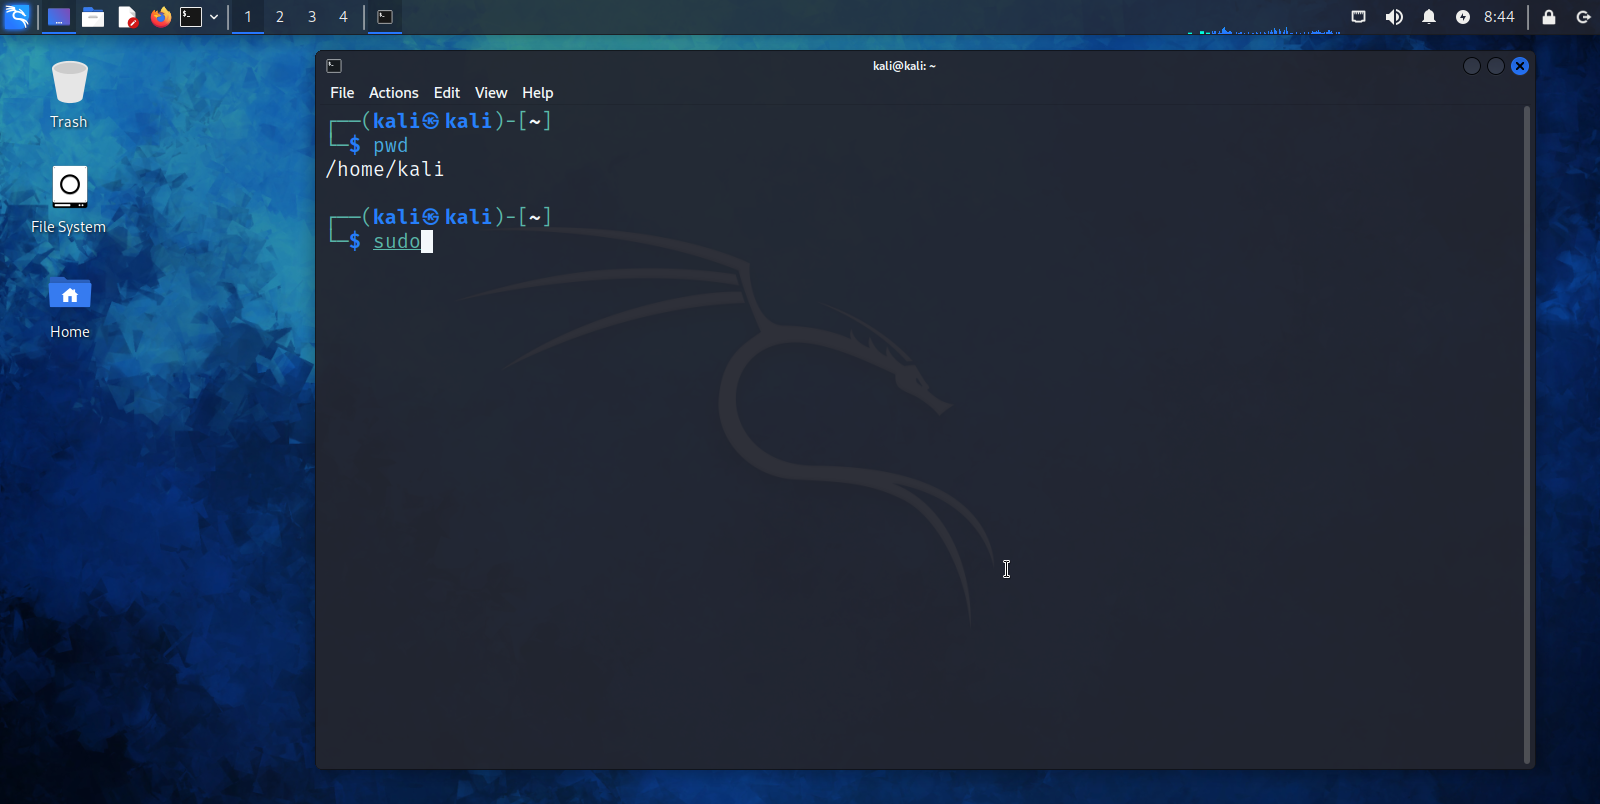 1 2 3 4
8:44
Trash
File System
Home
kali@kali: ~
File Actions Edit View Help
┌──(kali㉿kali)-[~]
└─$ pwd
/home/kali
┌──(kali㉿kali)-[~]
└─$ sudo